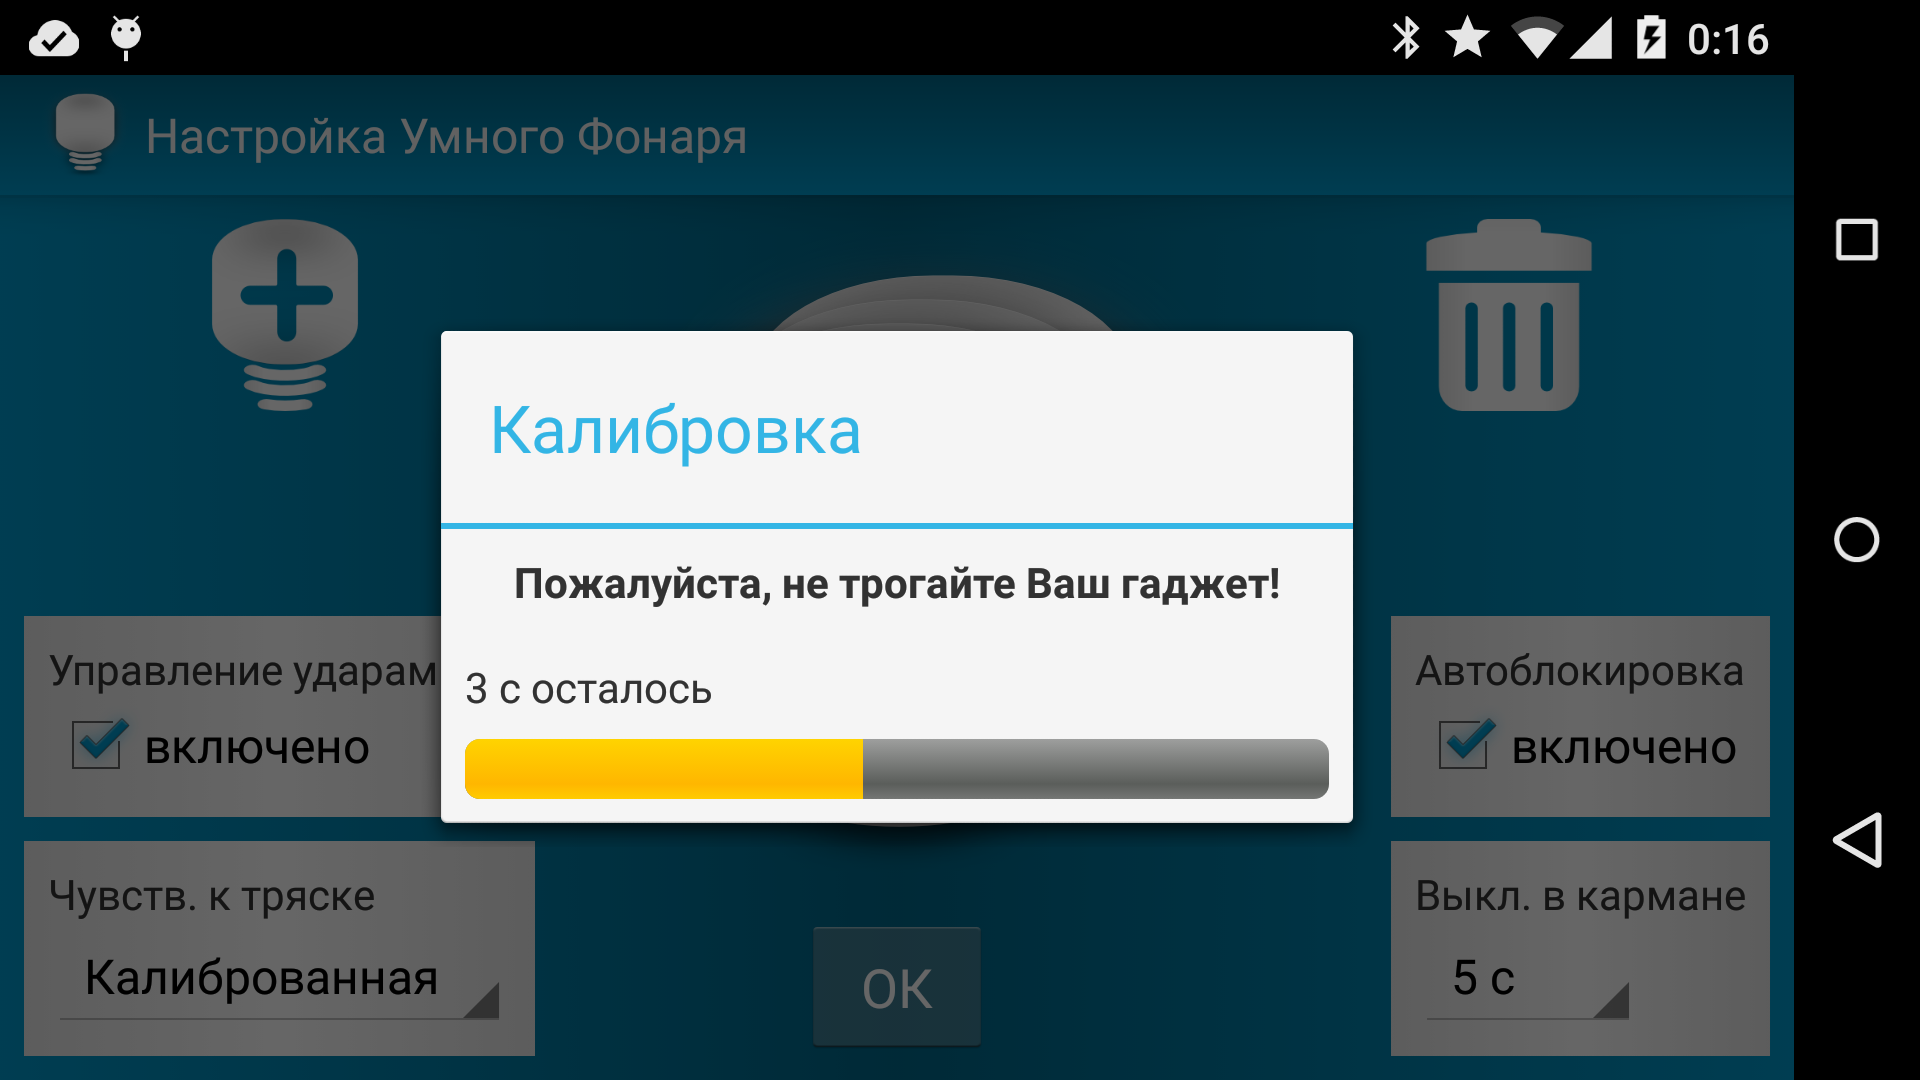 0:16
Настройка Умного Фонаря
Калибровка
Пожалуйста, не трогайте Ваш гаджет!
3 с осталось
Управление ударам
включено
Автоблокировка
включено
Чувств. к тряске
Калиброванная
ОК
Выкл. в кармане
5 с